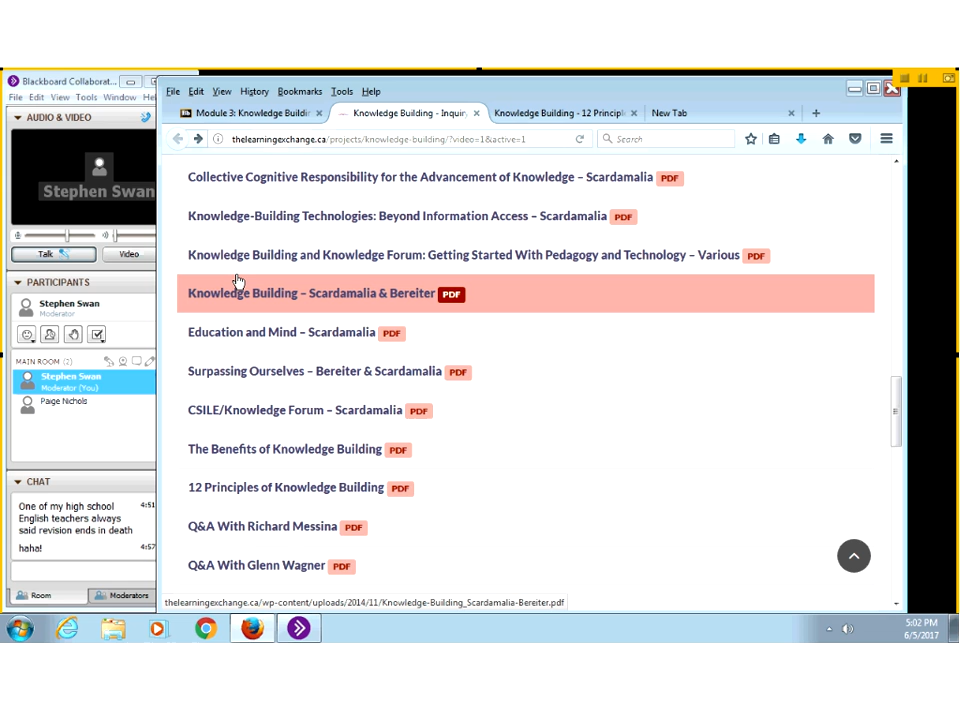 Blackboard Collaborat...
File Edit View Tools Window Hel
AUDIO & VIDEO
Stephen Swan
Talk
Video
PARTICIPANTS
Stephen Swan
Moderator
MAIN ROOM (2)
Stephen Swan
Moderator (You)
Paige Nichols
CHAT
One of my high school
English teachers always
said revision ends in death
4:51
haha!
4:57
Room
Moderators
File Edit View History Bookmarks Tools Help
Module 3: Knowledge Buildin
Knowledge Building - Inquir
Knowledge Building - 12 Principl
New Tab
thelearningexchange.ca/projects/knowledge-building/?video=1&active=1
Search
Collective Cognitive Responsibility for the Advancement of Knowledge – Scardamalia PDF
Knowledge-Building Technologies: Beyond Information Access – Scardamalia PDF
Knowledge Building and Knowledge Forum: Getting Started With Pedagogy and Technology – Various PDF
Knowledge Building – Scardamalia & Bereiter PDF
Education and Mind – Scardamalia PDF
Surpassing Ourselves – Bereiter & Scardamalia PDF
CSILE/Knowledge Forum – Scardamalia PDF
The Benefits of Knowledge Building PDF
12 Principles of Knowledge Building PDF
Q&A With Richard Messina PDF
Q&A With Glenn Wagner PDF
thelearningexchange.ca/wp-content/uploads/2014/11/Knowledge-Building_Scardamalia-Bereiter.pdf
5:02 PM
6/5/2017